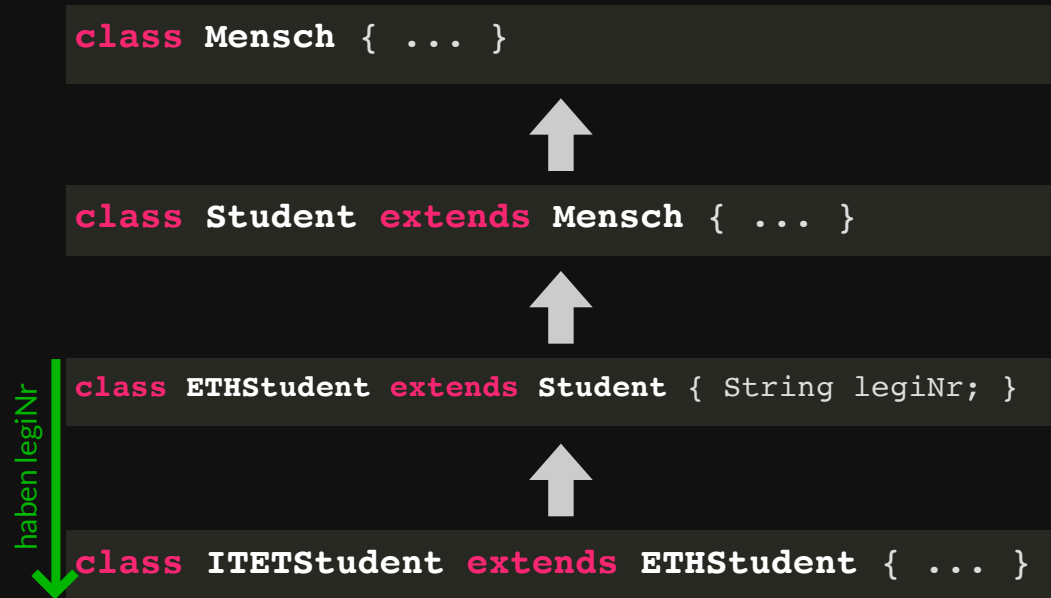 class Mensch { ... }
class Student extends Mensch { ... }
class ETHStudent extends Student { String legiNr; }
class ITETStudent extends ETHStudent { ... }
haben legiNr